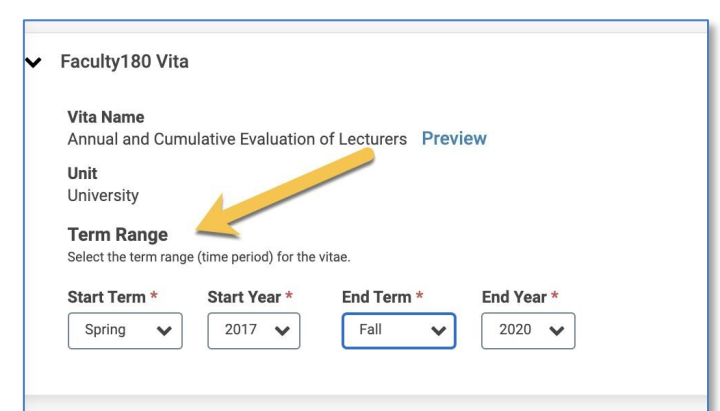 Faculty180 Vita
Vita Name
Annual and Cumulative Evaluation of Lecturers Preview
Unit
University
Term Range
Select the term range (time period) for the vitae.
Start Term * Start Year * End Term * End Year *
Spring 2017 Fall 2020